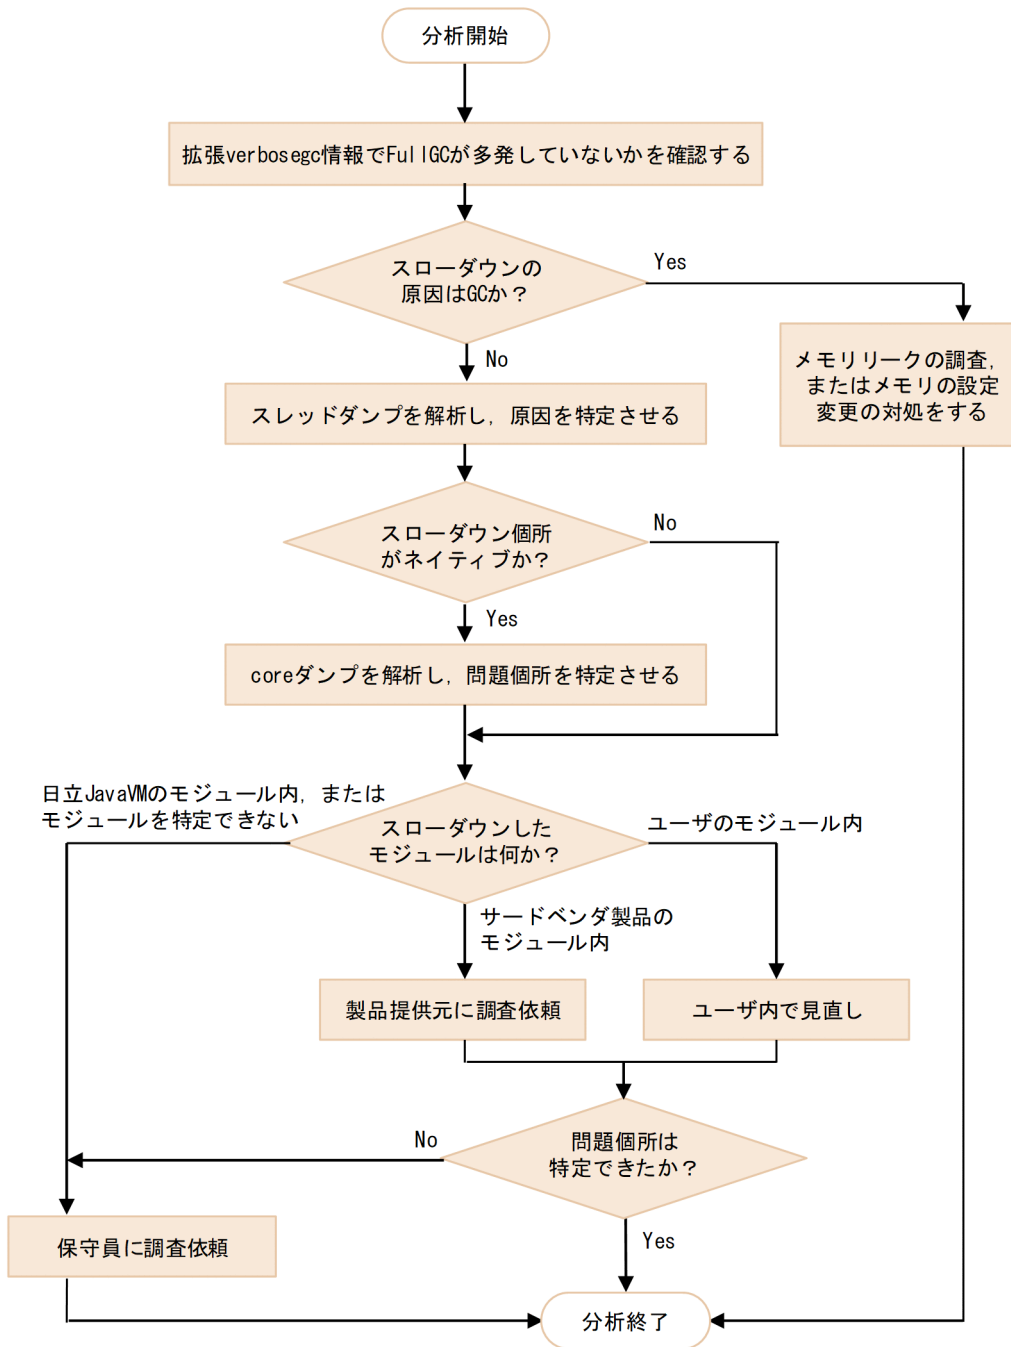 分析開始
拡張verbosegc情報でFullGCが多発していないかを確認する
スローダウンの
原因はGCか？
Yes
No
メモリリークの調査，
またはメモリの設定
変更の対処をする
スレッドダンプを解析し，原因を特定させる
スローダウン個所
がネイティブか？
No
Yes
coreダンプを解析し，問題個所を特定させる
日立JavaVMのモジュール内，または
モジュールを特定できない
スローダウンした
モジュールは何か？
ユーザのモジュール内
サードベンダ製品の
モジュール内
製品提供元に調査依頼
ユーザ内で見直し
問題個所は
特定できたか？
No
Yes
保守員に調査依頼
分析終了